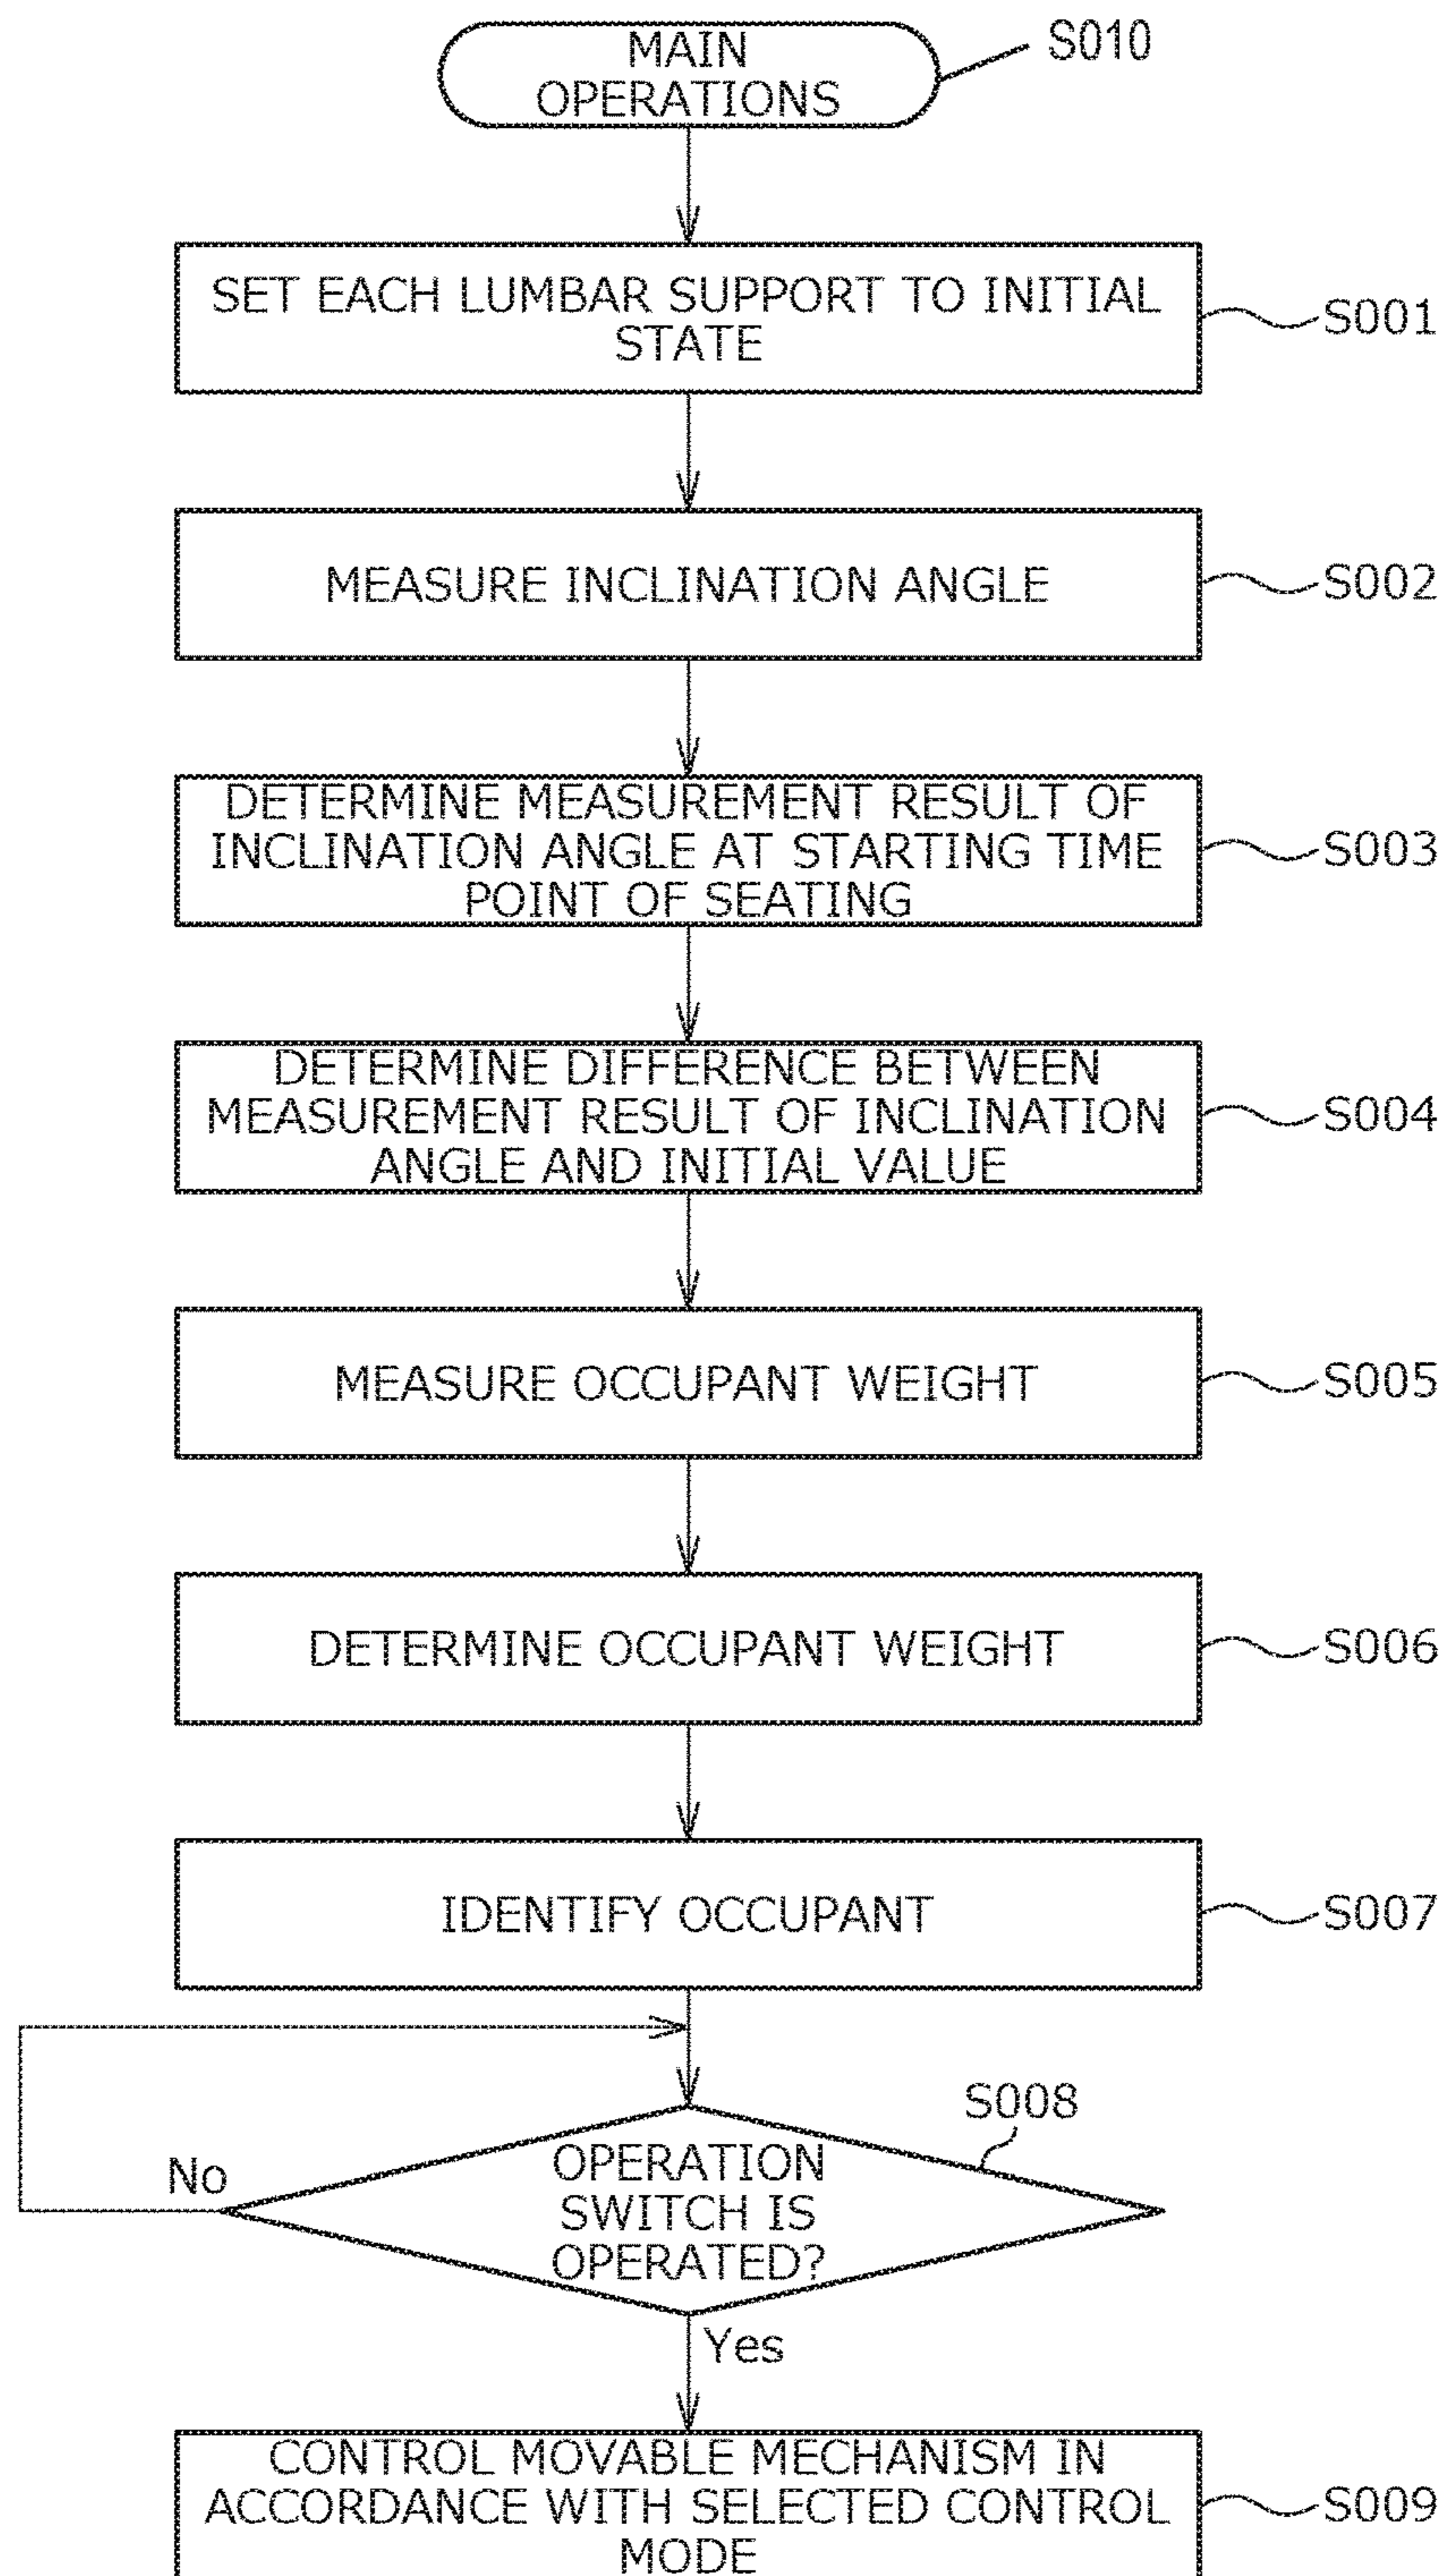 MAIN
OPERATIONS
S010
SET EACH LUMBAR SUPPORT TO INITIAL
STATE
S001
MEASURE INCLINATION ANGLE
S002
DETERMINE MEASUREMENT RESULT OF
INCLINATION ANGLE AT STARTING TIME
POINT OF SEATING
S003
DETERMINE DIFFERENCE BETWEEN
MEASUREMENT RESULT OF INCLINATION
ANGLE AND INITIAL VALUE
S004
MEASURE OCCUPANT WEIGHT
S005
DETERMINE OCCUPANT WEIGHT
S006
IDENTIFY OCCUPANT
S007
S008
OPERATION
SWITCH IS
OPERATED?
No
Yes
CONTROL MOVABLE MECHANISM IN
ACCORDANCE WITH SELECTED CONTROL
MODE
S009